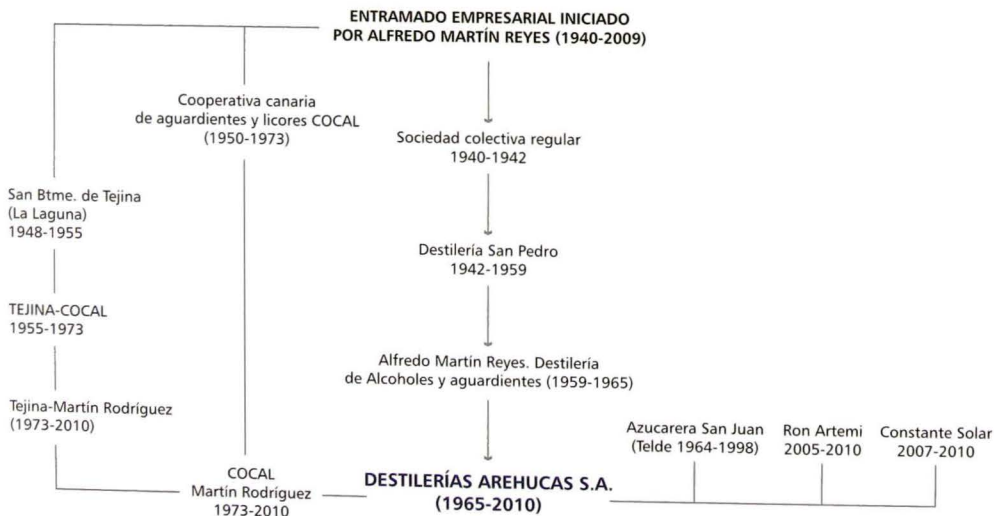 ENTRAMADO EMPRESARIAL INICIADO
POR ALFREDO MARTÍN REYES (1940-2009)
Cooperativa canaria
de aguardientes y licores COCAL
(1950-1973)
Sociedad colectiva regular
1940-1942
San Btme. de Tejina
(La Laguna)
1948-1955
Destilería San Pedro
1942-1959
TEJINA-COCAL
1955-1973
Alfredo Martín Reyes. Destilería
de Alcoholes y aguardientes (1959-1965)
Tejina-Martín Rodríguez
(1973-2010)
Azucarera San Juan
(Telde 1964-1998)
Ron Artemi
2005-2010
Constante Solar
2007-2010
COCAL
Martín Rodríguez
1973-2010
DESTILERÍAS AREHUCAS S.A.
(1965-2010)